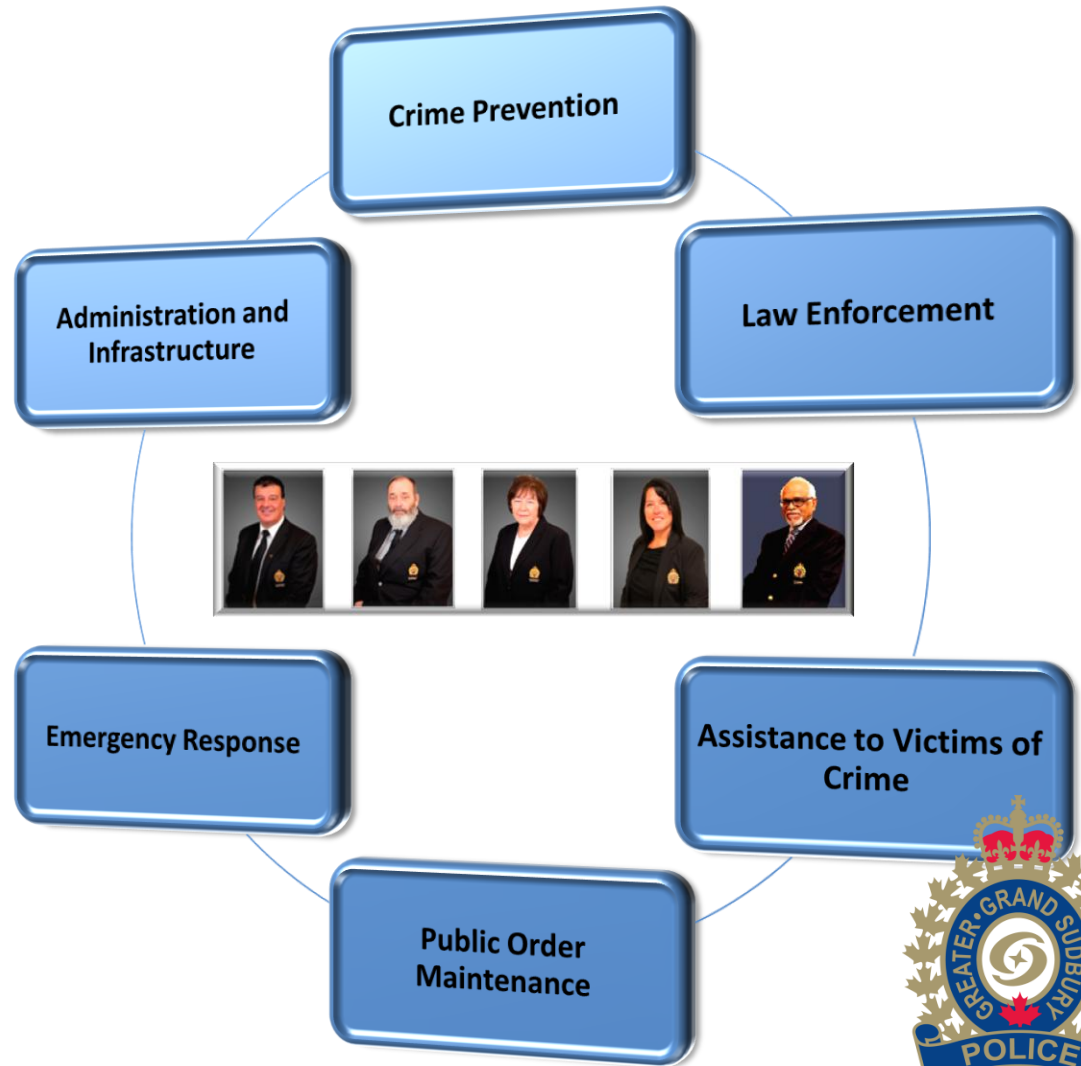 Crime Prevention
Law Enforcement
Assistance to Victims of
Crime
Public Order
Maintenance
Emergency Response
Administration and
Infrastructure
GREATER • GRAND SUDBURY
POLICE